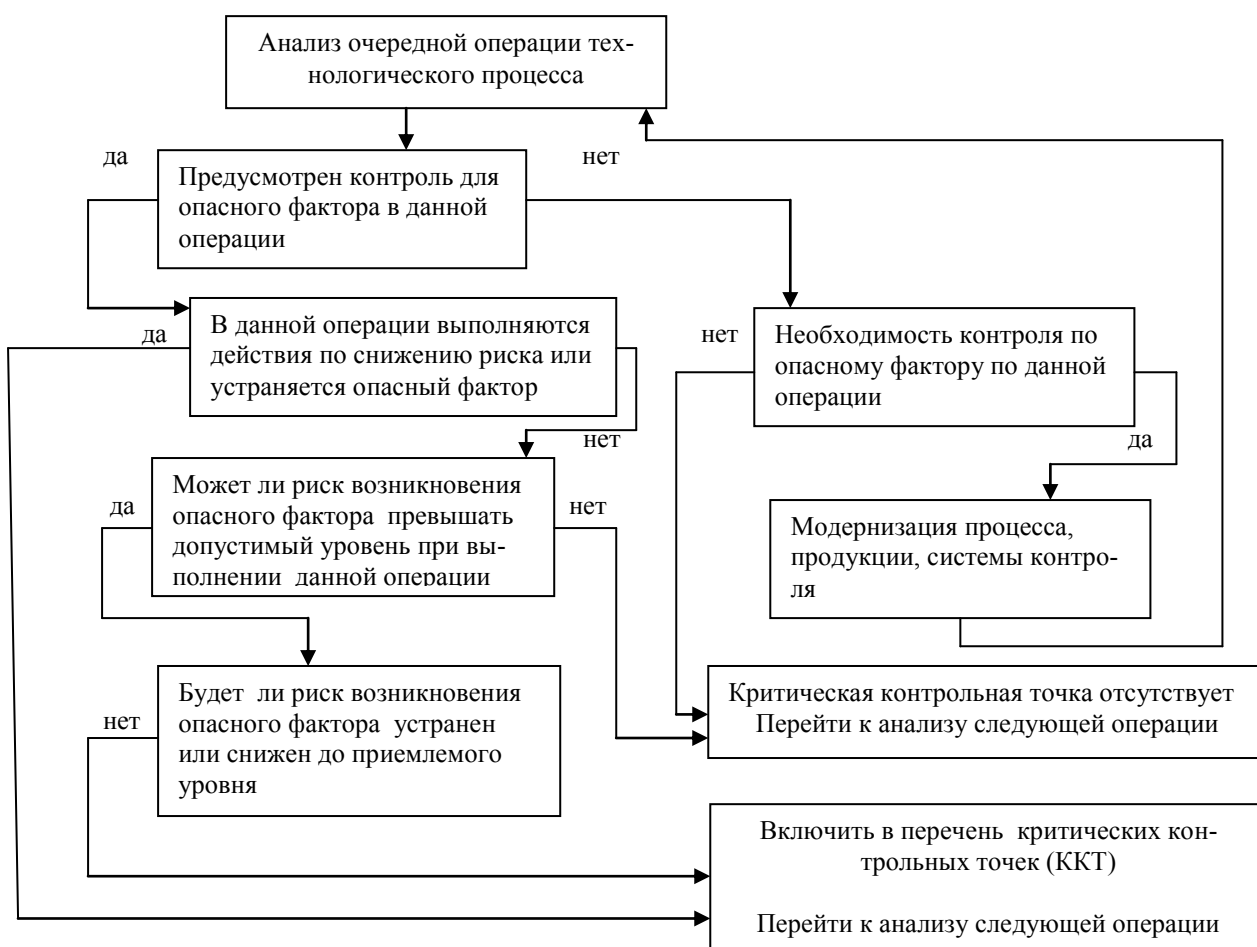 Анализ очередной операции тех-
нологического процесса
да
нет
Предусмотрен контроль для
опасного фактора в данной
операции
да
В данной операции выполняются
действия по снижению риска или
устраняется опасный фактор
нет
Необходимость контроля по
опасному фактору по данной
операции
нет
да
да
Может ли риск возникновения
опасного фактора превышать
допустимый уровень при вы-
полнении данной операции
нет
Модернизация процесса,
продукции, системы контро-
ля
нет
Будет ли риск возникновения
опасного фактора устранен
или снижен до приемлемого
уровня
Критическая контрольная точка отсутствует
Перейти к анализу следующей операции
Включить в перечень критических кон-
трольных точек (ККТ)
Перейти к анализу следующей операции